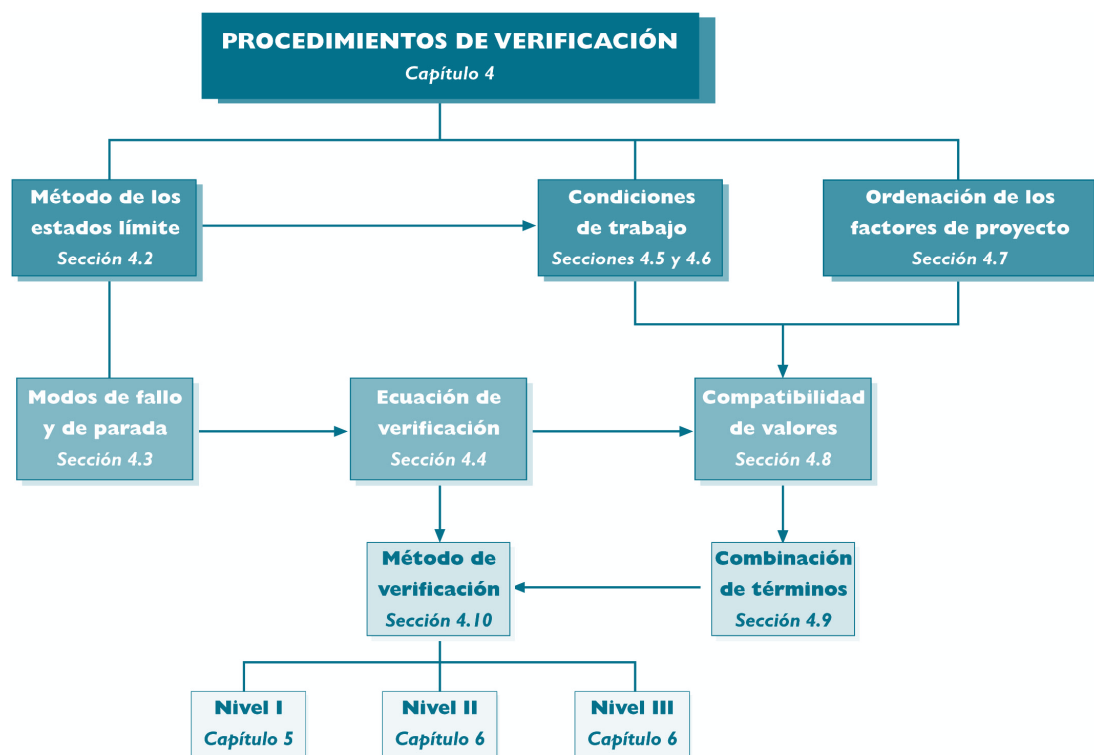 PROCEDIMIENTOS DE VERIFICACIÓN
Capítulo 4
Método de los
estados límite
Sección 4.2
Condiciones
de trabajo
Secciones 4.5 y 4.6
Ordenación de los
factores de proyecto
Sección 4.7
Modos de fallo
y de parada
Sección 4.3
Ecuación de
verificación
Sección 4.4
Compatibilidad
de valores
Sección 4.8
Método de
verificación
Sección 4.10
Combinación
de términos
Sección 4.9
Nivel I
Capítulo 5
Nivel II
Capítulo 6
Nivel III
Capítulo 6